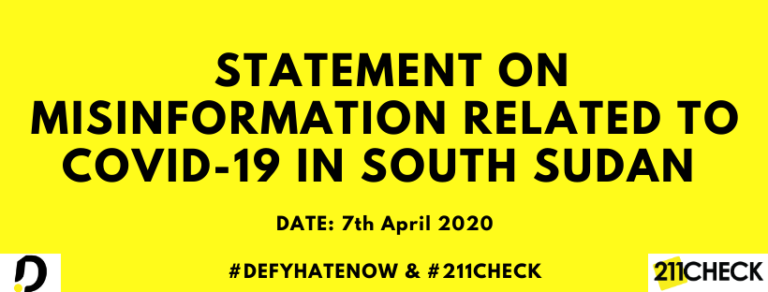 STATEMENT ON
MISINFORMATION RELATED TO
COVID-19 IN SOUTH SUDAN
DATE: 7th April 2020
#DEFYHATENOW & #211CHECK
211CHECK